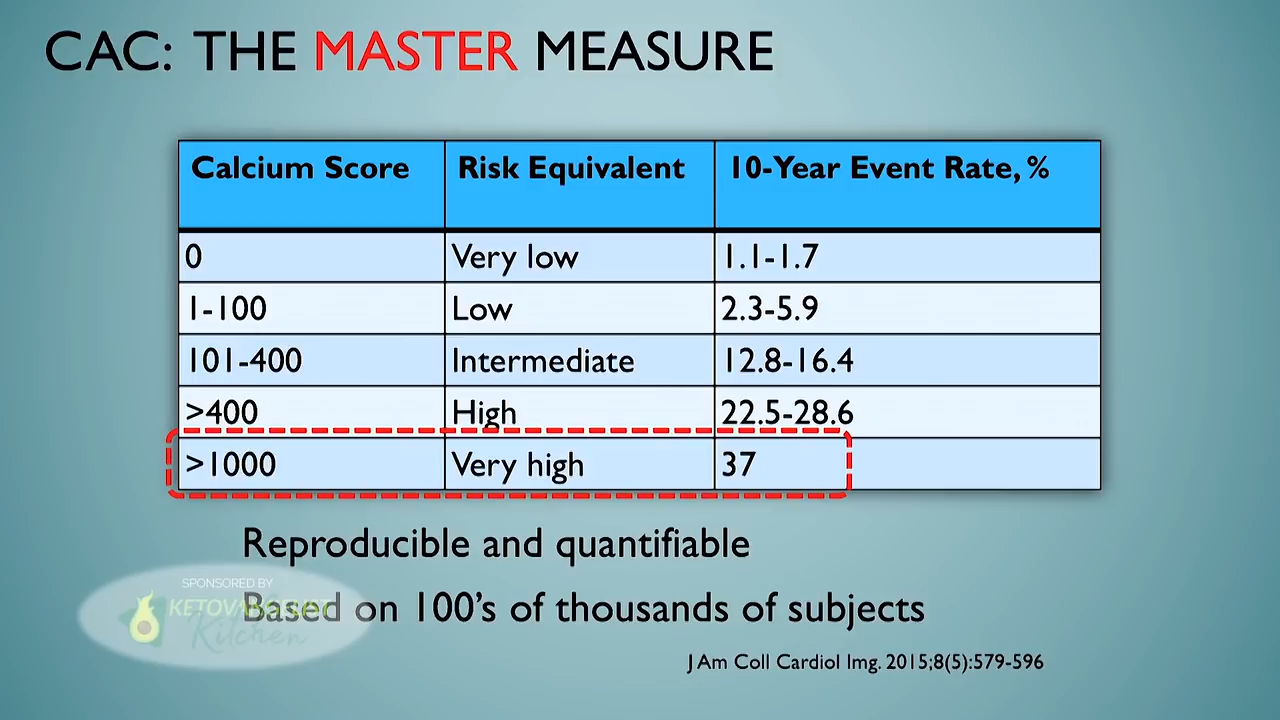 CAC: THE MASTER MEASURE
Calcium Score Risk Equivalent 10-Year Event Rate, %
0 Very low 1.1-1.7
1-100 Low 2.3-5.9
101-400 Intermediate 12.8-16.4
>400 High 22.5-28.6
>1000 Very high 37
Reproducible and quantifiable
SPONSORED BY
KETOVANGELIST
Kitchen
Based on 100's of thousands of subjects
J Am Coll Cardiol Img. 2015;8(5):579-596